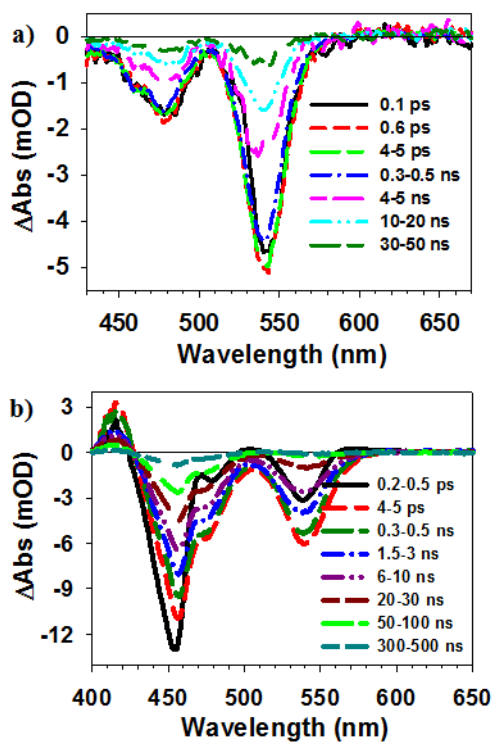 a)
0
-1
-2
-3
-4
-5
ΔAbs (mOD)
0.1 ps
0.6 ps
4-5 ps
0.3-0.5 ns
4-5 ns
10-20 ns
30-50 ns
450 500 550 600 650
Wavelength (nm)
b)
3
0
-3
-6
-9
-12
ΔAbs (mOD)
0.2-0.5 ps
4-5 ps
0.3-0.5 ns
1.5-3 ns
6-10 ns
20-30 ns
50-100 ns
300-500 ns
400 450 500 550 600 650
Wavelength (nm)